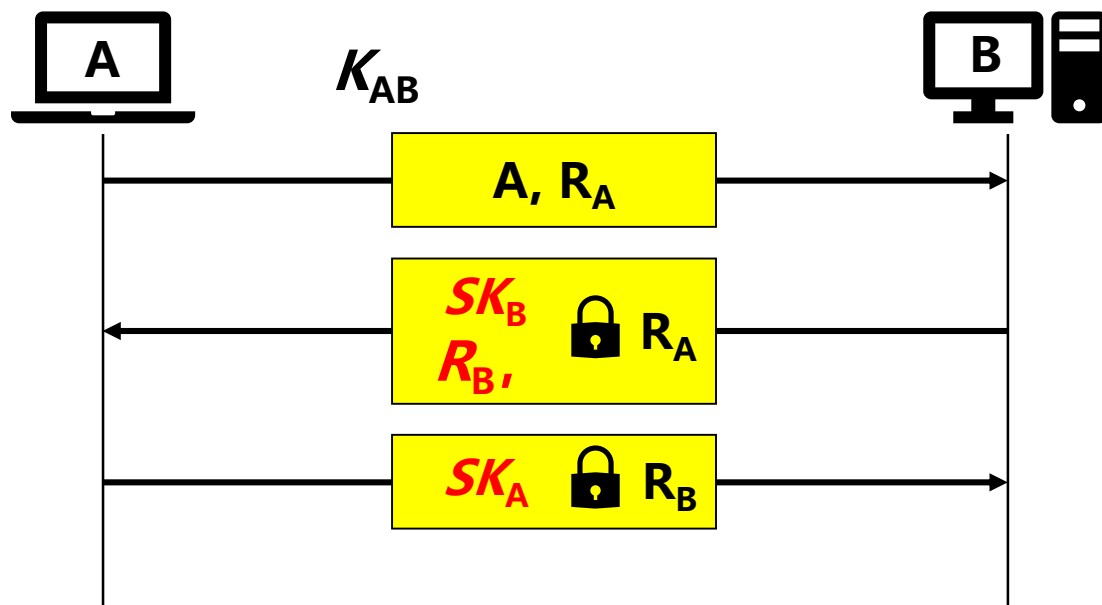 A
B
K_AB
A, R_A
SK_B
R_B,
R_A
SK_A
R_B